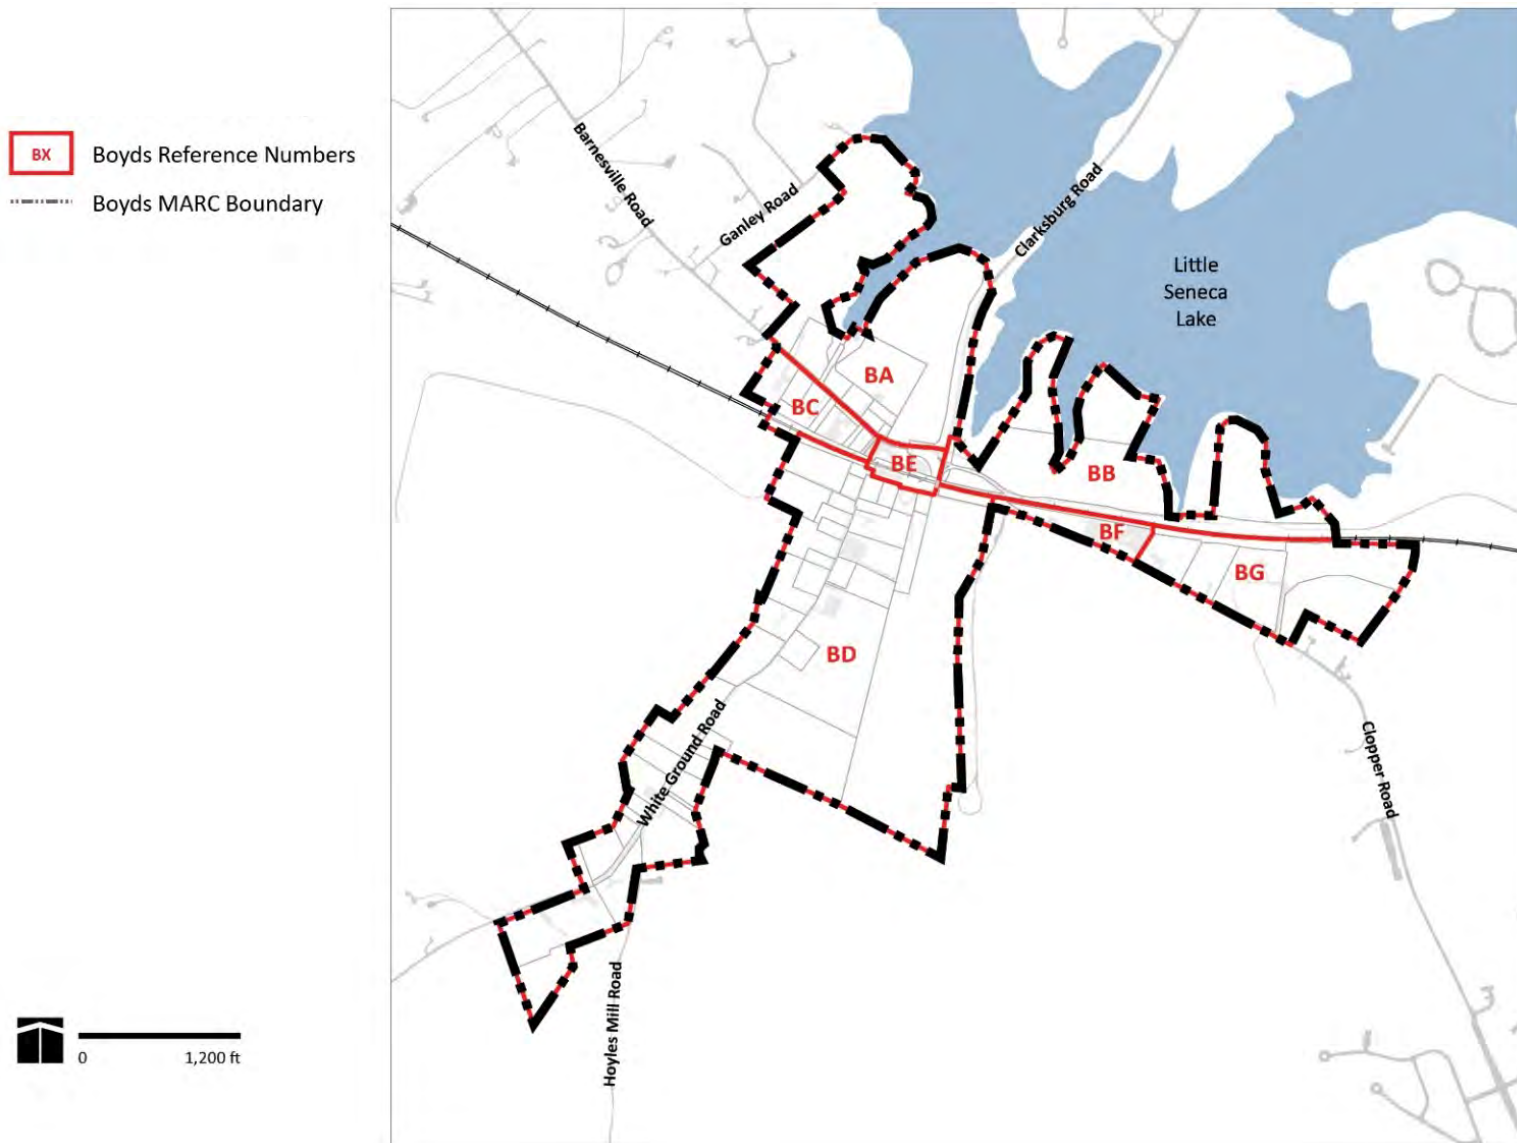 BX Boyds Reference Numbers
Boyds MARC Boundary
Barnesville Road
Ganley Road
Clarksburg Road
Little
Seneca
Lake
BA
BC
BE
BB
BF
BG
BD
White Ground Road
Clopper Road
Hoyles Mill Road
0 1,200 ft